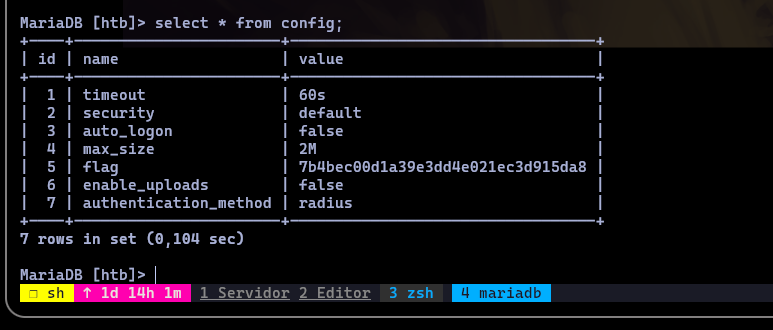 MariaDB [htb]> select * from config;
+----+-----------------------+----------------------------------+
| id | name                  | value                            |
+----+-----------------------+----------------------------------+
|  1 | timeout               | 60s                              |
|  2 | security              | default                          |
|  3 | auto_logon            | false                            |
|  4 | max_size              | 2M                               |
|  5 | flag                  | 7b4bec00d1a39e3dd4e021ec3d915da8 |
|  6 | enable_uploads        | false                            |
|  7 | authentication_method | radius                           |
+----+-----------------------+----------------------------------+
7 rows in set (0,104 sec)
MariaDB [htb]>
❐ sh ↑ 1d 14h 1m 1 Servidor 2 Editor 3 zsh 4 mariadb